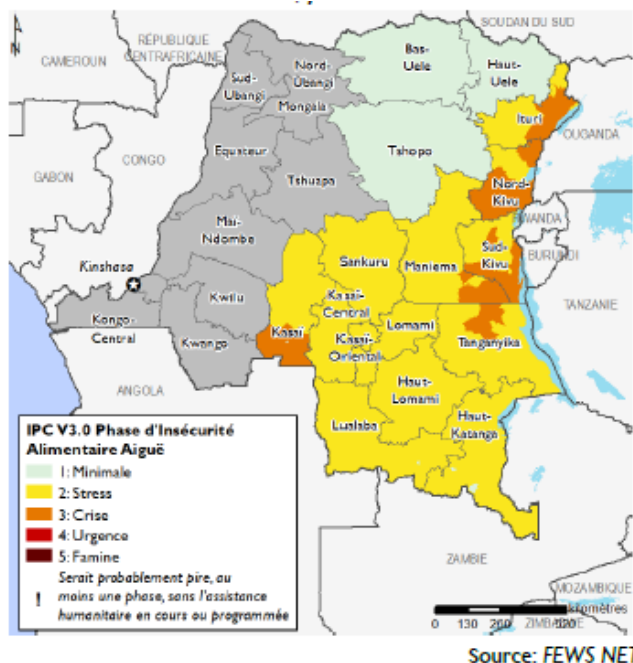 SOUDAN DU SUD
RÉPUBLIQUE
CENTRAFRICAINE
CAMEROUN
Bas-
Uele
Nord-
Ubangi
Haut-
Uele
Sud-
Ubangi
Mongala
Ituri
OUGANDA
Equateur
Tshopo
CONGO
Tshuapa
GABON
Nord-
Kivu
RWANDA
Mai-
Ndombe
Sankuru
Maniema
Sud-
Kivu
BURUNDI
Kinshasa
Kwilu
Kasaï-
Central
TANZANIE
Kongo-
Central
Kasaï
Lomami
Kwango
Kasaï-
Oriental
Tanganyika
ANGOLA
Haut-
Lomami
Lualaba
Haut-
Katanga
IPC V3.0 Phase d'Insécurité
Alimentaire Aiguë
1: Minimale
2: Stress
3: Crise
4: Urgence
5: Famine
Serait probablement pire, au
! moins une phase, sans l'assistance
humanitaire en cours ou programmée
ZAMBIE
MOZAMBIQUE
kilomètres
0 130 260 520
ZIMBABWE
Source: FEWS NET